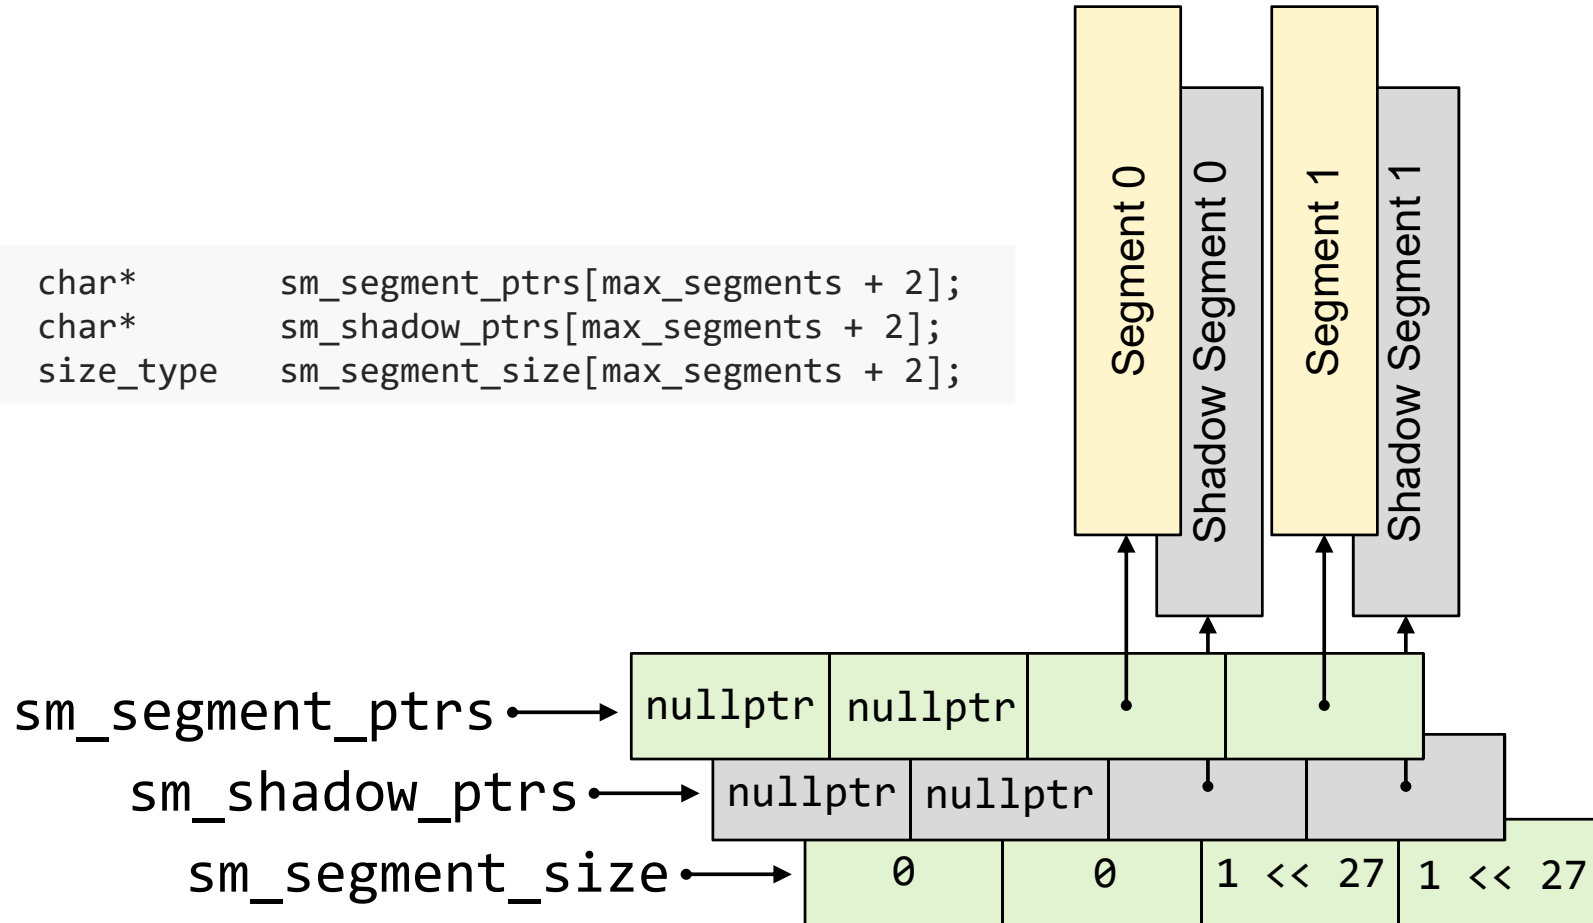 Segment 0
Shadow Segment 0
Segment 1
Shadow Segment 1
char* sm_segment_ptrs[max_segments + 2];
char* sm_shadow_ptrs[max_segments + 2];
size_type sm_segment_size[max_segments + 2];
sm_segment_ptrs nullptr nullptr
sm_shadow_ptrs nullptr nullptr
sm_segment_size 0 0 1 << 27 1 << 27